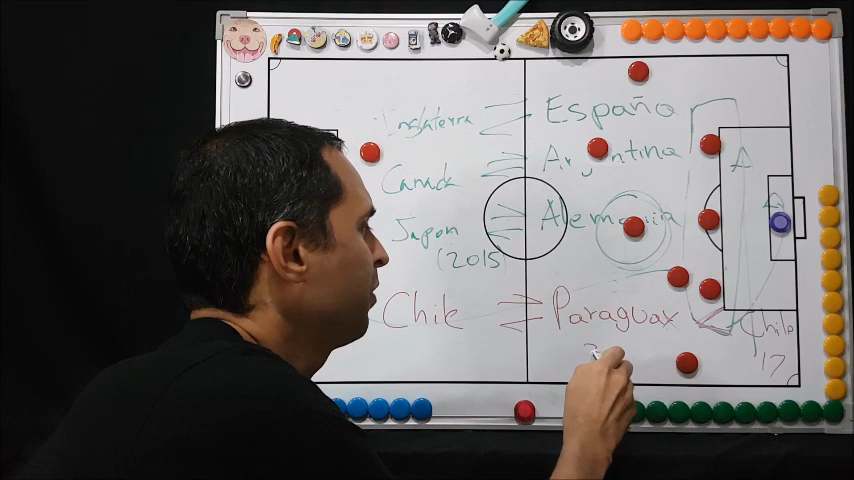 Inglaterra España
Canada Argentina
Japon Alemania
(2015)
Chile Paraguay
Chile
17